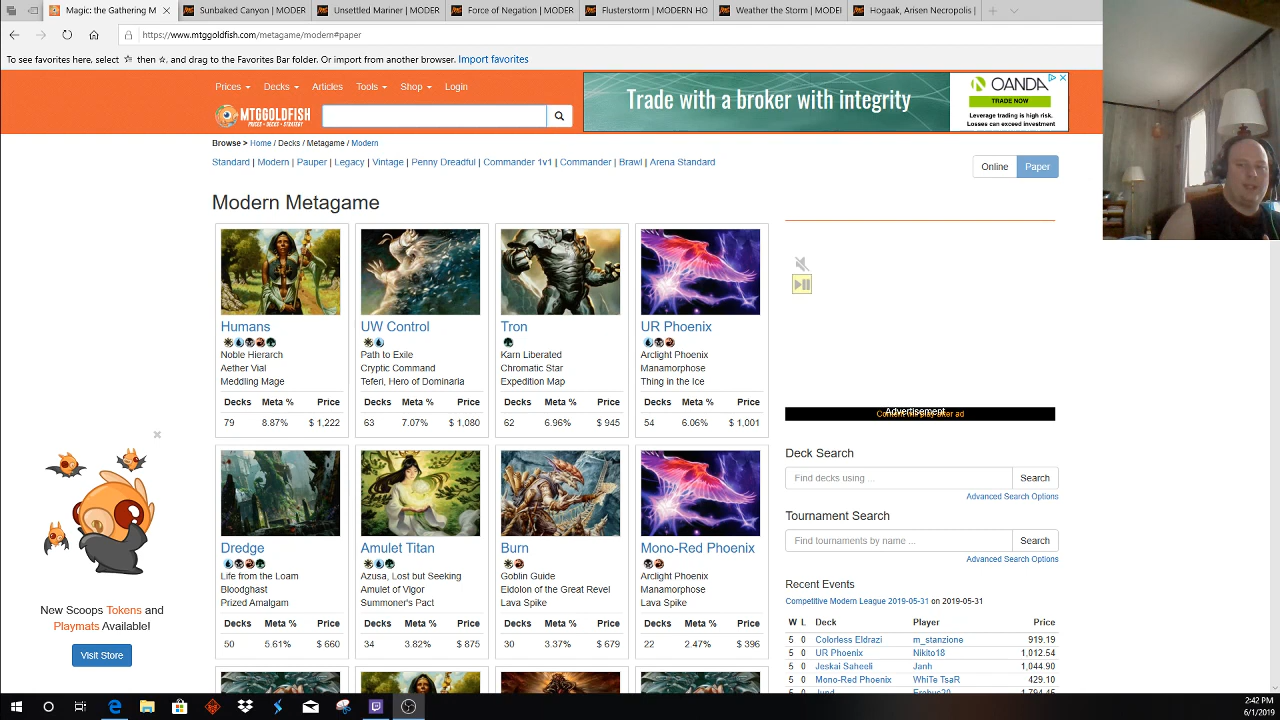 Magic the Gathering M
Sunbaked Canyon | MODER
Unsettled Mariner | MODER
Force of Negation | MODERN
Flusterstorm | MODERN HO
Weather the Storm | MODE
Hogaak, Arisen Necropolis |
https://www.mtggoldfish.com/metagame/modern#paper
To see favorites here, select then , and drag to the Favorites Bar folder. Or import from another browser. Import favorites
Prices Decks Articles Tools Shop Login
MTGGOLDFISH
PRICES • DECKS • STRATEGY
Trade with a broker with integrity
OANDA
TRADE NOW
Leverage trading is high risk.
Losses can exceed investment
Browse > Home / Decks / Metagame / Modern
Standard | Modern | Pauper | Legacy | Vintage | Penny Dreadful | Commander 1v1 | Commander | Brawl | Arena Standard
Online Paper
Modern Metagame
Humans
Noble Hierarch
Aether Vial
Meddling Mage
Decks Meta % Price
79 8.87% $ 1,222
UW Control
Path to Exile
Cryptic Command
Teferi, Hero of Dominaria
Decks Meta % Price
63 7.07% $ 1,080
Tron
Karn Liberated
Chromatic Star
Expedition Map
Decks Meta % Price
62 6.96% $ 945
UR Phoenix
Arclight Phoenix
Manamorphose
Thing in the Ice
Decks Meta % Price
54 6.06% $ 1,001
Dredge
Life from the Loam
Bloodghast
Prized Amalgam
Decks Meta % Price
50 5.61% $ 660
Amulet Titan
Azusa, Lost but Seeking
Amulet of Vigor
Summoner's Pact
Decks Meta % Price
34 3.82% $ 875
Burn
Goblin Guide
Eidolon of the Great Revel
Lava Spike
Decks Meta % Price
30 3.37% $ 679
Mono-Red Phoenix
Arclight Phoenix
Manamorphose
Lava Spike
Decks Meta % Price
22 2.47% $ 396
New Scoops Tokens and
Playmats Available!
Visit Store
Advertisement
Deck Search
Find decks using ...
Search
Advanced Search Options
Tournament Search
Find tournaments by name ...
Search
Advanced Search Options
Recent Events
Competitive Modern League 2019-05-31 on 2019-05-31
W L Deck Player Price
5 0 Colorless Eldrazi m_stanzione 919.19
5 0 UR Phoenix Nikito18 1,012.54
5 0 Jeskai Saheeli Janh 1,044.90
5 0 Mono-Red Phoenix WhiTe TsaR 429.10
2:42 PM
6/1/2019